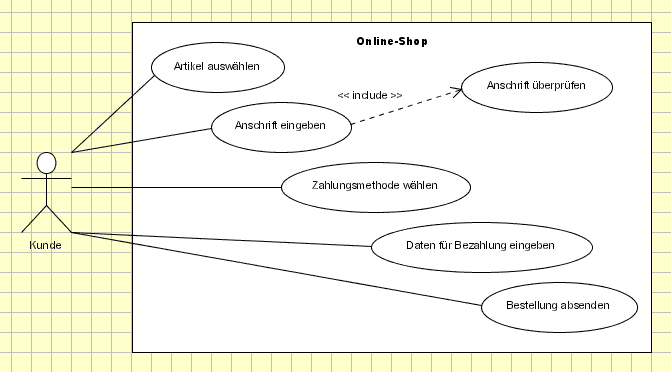 Online-Shop
Artikel auswählen
Anschrift überprüfen
<< include >>
Anschrift eingeben
Zahlungsmethode wählen
Kunde
Daten für Bezahlung eingeben
Bestellung absenden